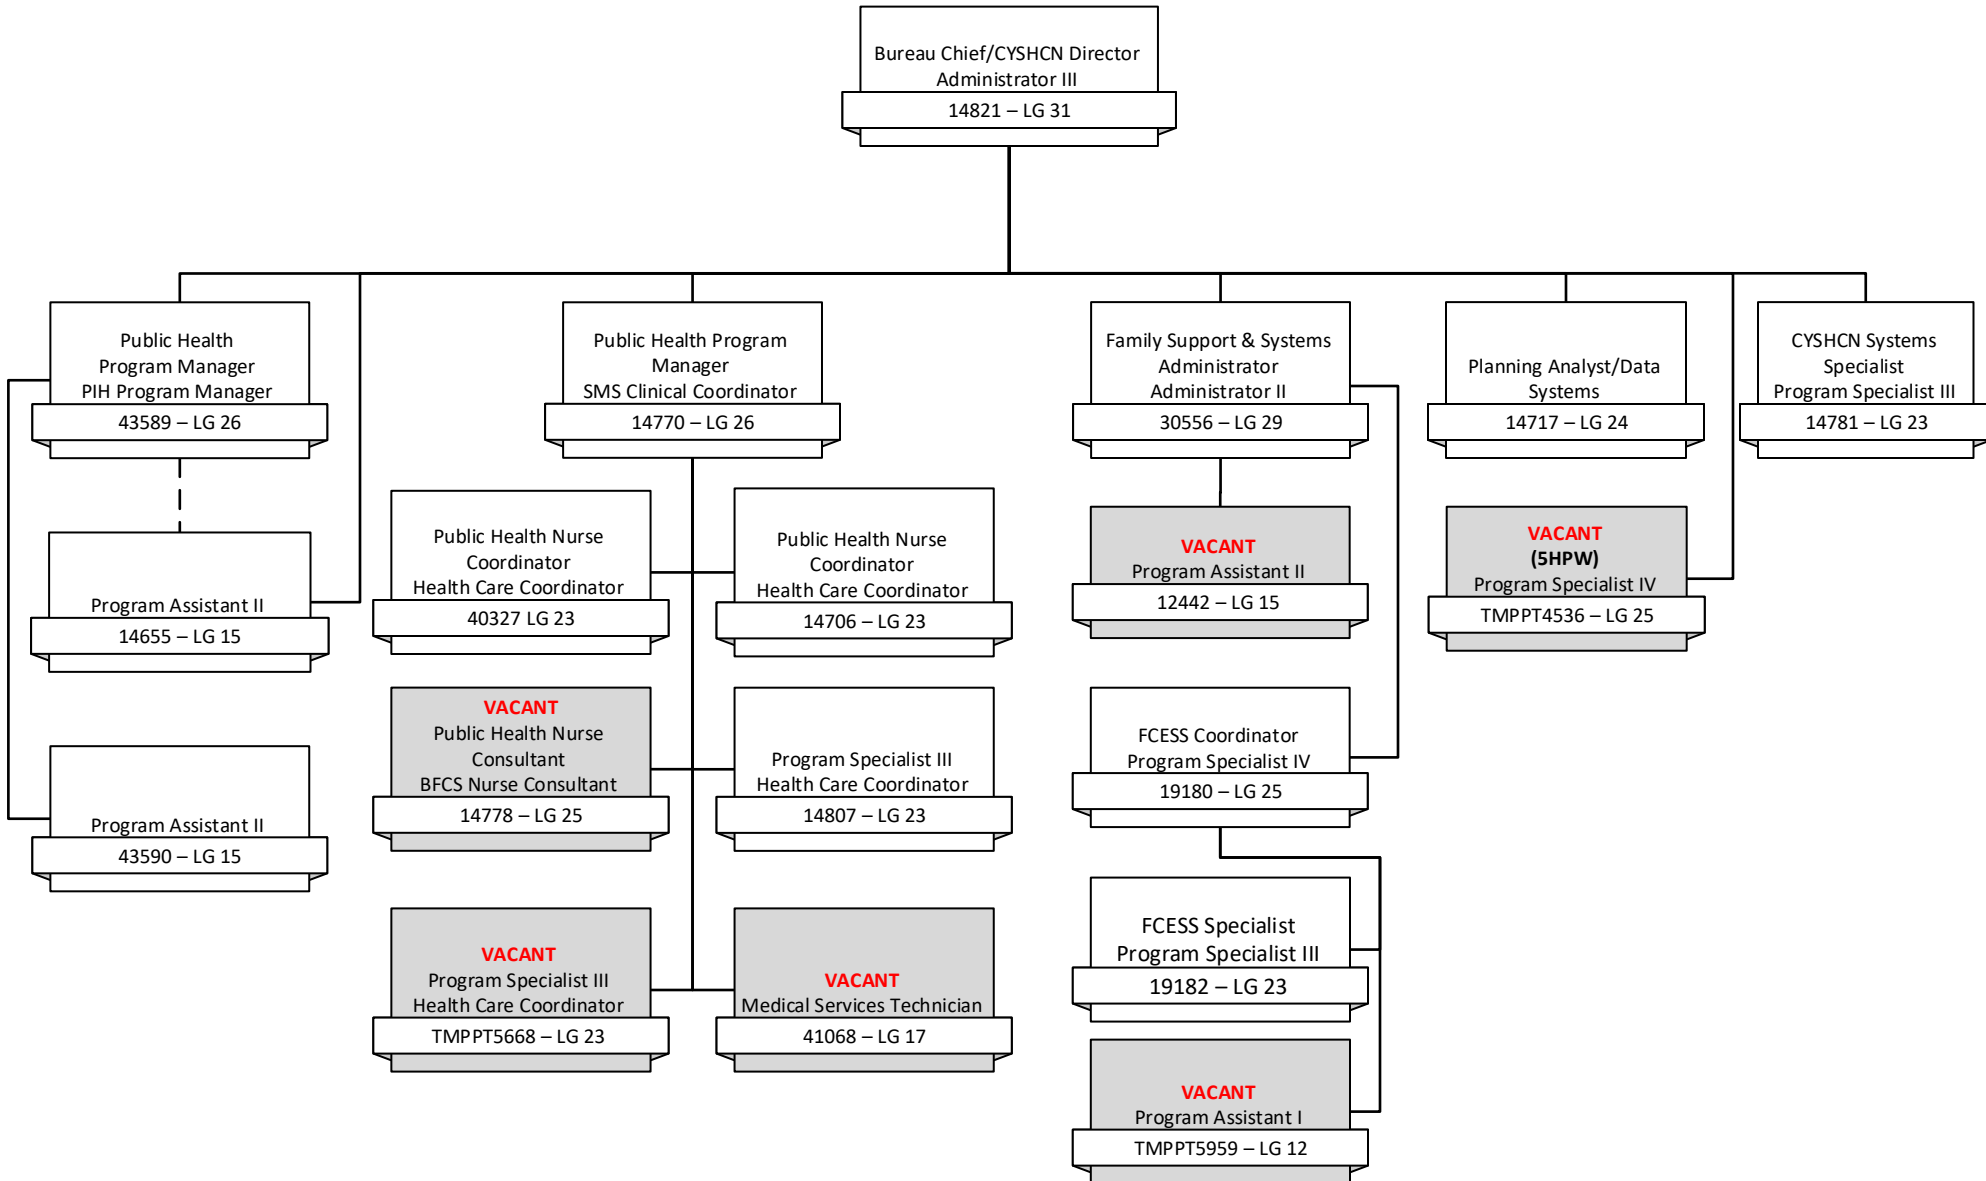 Bureau Chief/CYSHCN Director
Administrator III
14821 – LG 31
Public Health
Program Manager
PIH Program Manager
43589 – LG 26
Public Health Program
Manager
SMS Clinical Coordinator
14770 – LG 26
Family Support & Systems
Administrator
Administrator II
30556 – LG 29
Planning Analyst/Data
Systems
14717 – LG 24
CYSHCN Systems
Specialist
Program Specialist III
14781 – LG 23
Program Assistant II
14655 – LG 15
Public Health Nurse
Coordinator
Health Care Coordinator
40327 LG 23
Public Health Nurse
Coordinator
Health Care Coordinator
14706 – LG 23
VACANT
Program Assistant II
12442 – LG 15
VACANT
(5HPW)
Program Specialist IV
TMPPT4536 – LG 25
Program Assistant II
43590 – LG 15
VACANT
Public Health Nurse
Consultant
BFCS Nurse Consultant
14778 – LG 25
Program Specialist III
Health Care Coordinator
14807 – LG 23
FCESS Coordinator
Program Specialist IV
19180 – LG 25
VACANT
Program Specialist III
Health Care Coordinator
TMPPT5668 – LG 23
VACANT
Medical Services Technician
41068 – LG 17
FCESS Specialist
Program Specialist III
19182 – LG 23
VACANT
Program Assistant I
TMPPT5959 – LG 12